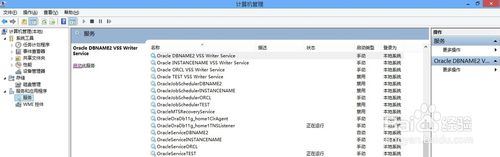 计算机管理
文件(F) 操作(A) 查看(V) 帮助(H)
计算机管理(本地)
系统工具
任务计划程序
事件查看器
共享文件夹
性能
设备管理器
存储
磁盘管理
服务和应用程序
服务
WMI 控件
服务
Oracle DBNAME2 VSS Writer Service
启动此服务
名称 描述 状态 启动类型 登录为
Oracle DBNAME2 VSS Writer Service 手动 本地系统
Oracle INSTANCENAME VSS Writer Service 手动 本地系统
Oracle ORCL VSS Writer Service 手动 本地系统
Oracle TEST VSS Writer Service 禁用 本地系统
OracleJobSchedulerDBNAME2 禁用 本地系统
OracleJobSchedulerINSTANCENAME 禁用 本地系统
OracleJobSchedulerORCL 禁用 本地系统
OracleJobSchedulerTEST 禁用 本地系统
OracleMTSRecoveryService 手动 本地系统
OracleOraDb11g_home1ClrAgent 手动 本地系统
OracleOraDb11g_home1TNSListener 正在运行 手动 本地系统
OracleServiceDBNAME2 自动 本地系统
OracleServiceINSTANCENAME 手动 本地系统
OracleServiceORCL 手动 本地系统
OracleServiceTEST 正在运行 手动 本地系统
操作
服务
更多操作
Oracle DBNAME2 V...
更多操作